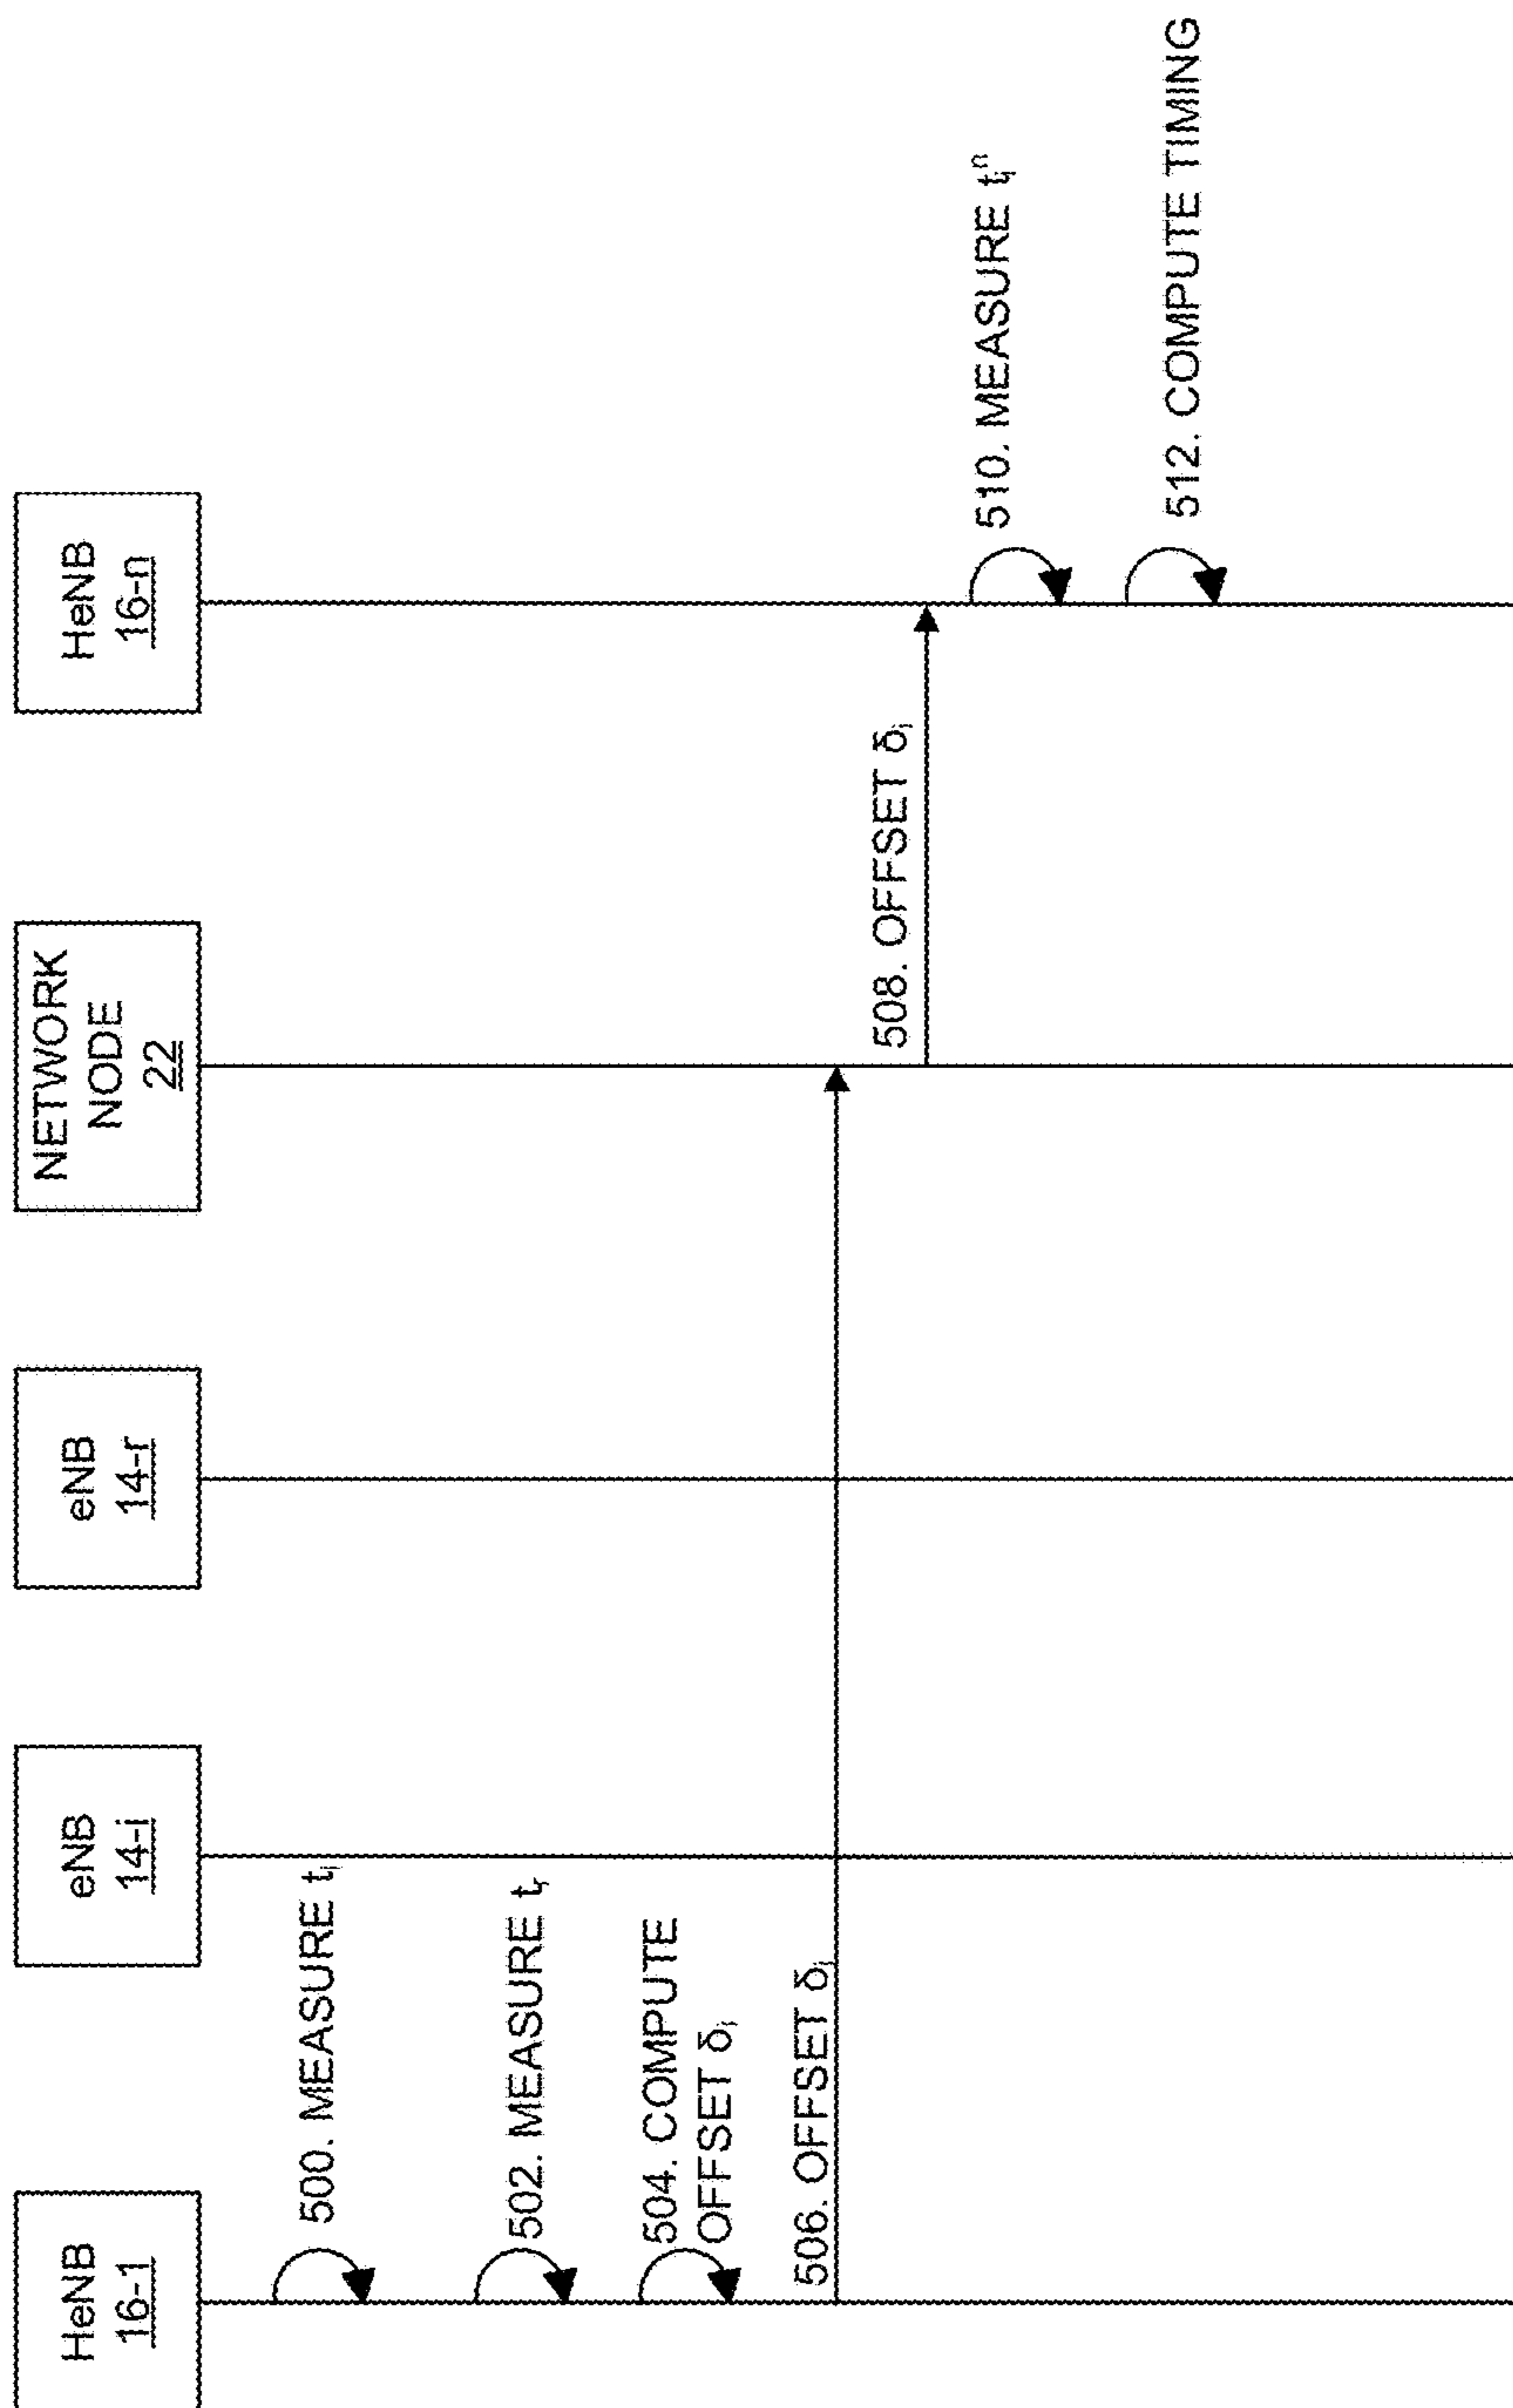 HeNB
16-1
eNB
14-i
eNB
14-r
NETWORK
NODE
22
HeNB
16-n
500. MEASURE tᵢ
502. MEASURE tᵣ
504. COMPUTE
OFFSET δᵢ
506. OFFSET δᵢ
508. OFFSET δᵢ
510. MEASURE tᵢⁿ
512. COMPUTE TIMING